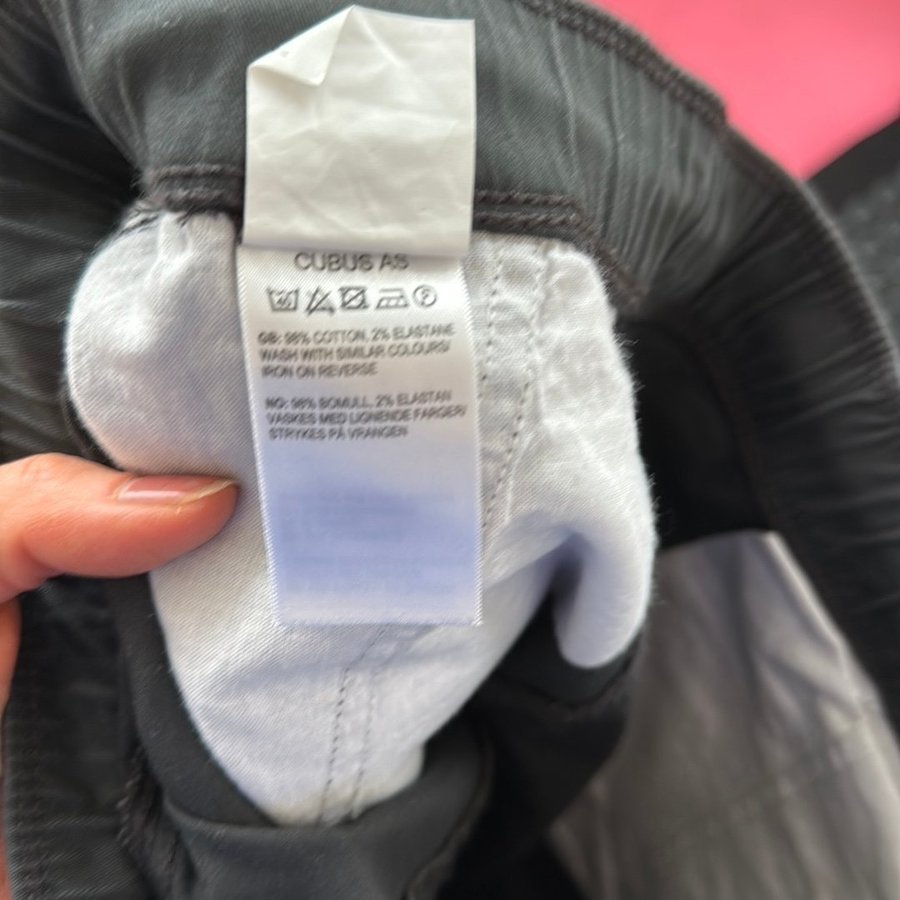 CUBUS AS
40 P
GB: 98% COTTON, 2% ELASTANE
WASH WITH SIMILAR COLOURS/
IRON ON REVERSE
NO: 98% BOMULL, 2% ELASTAN
VASKES MED LIGNENDE FARGER/
STRYKES PÅ VRANGEN